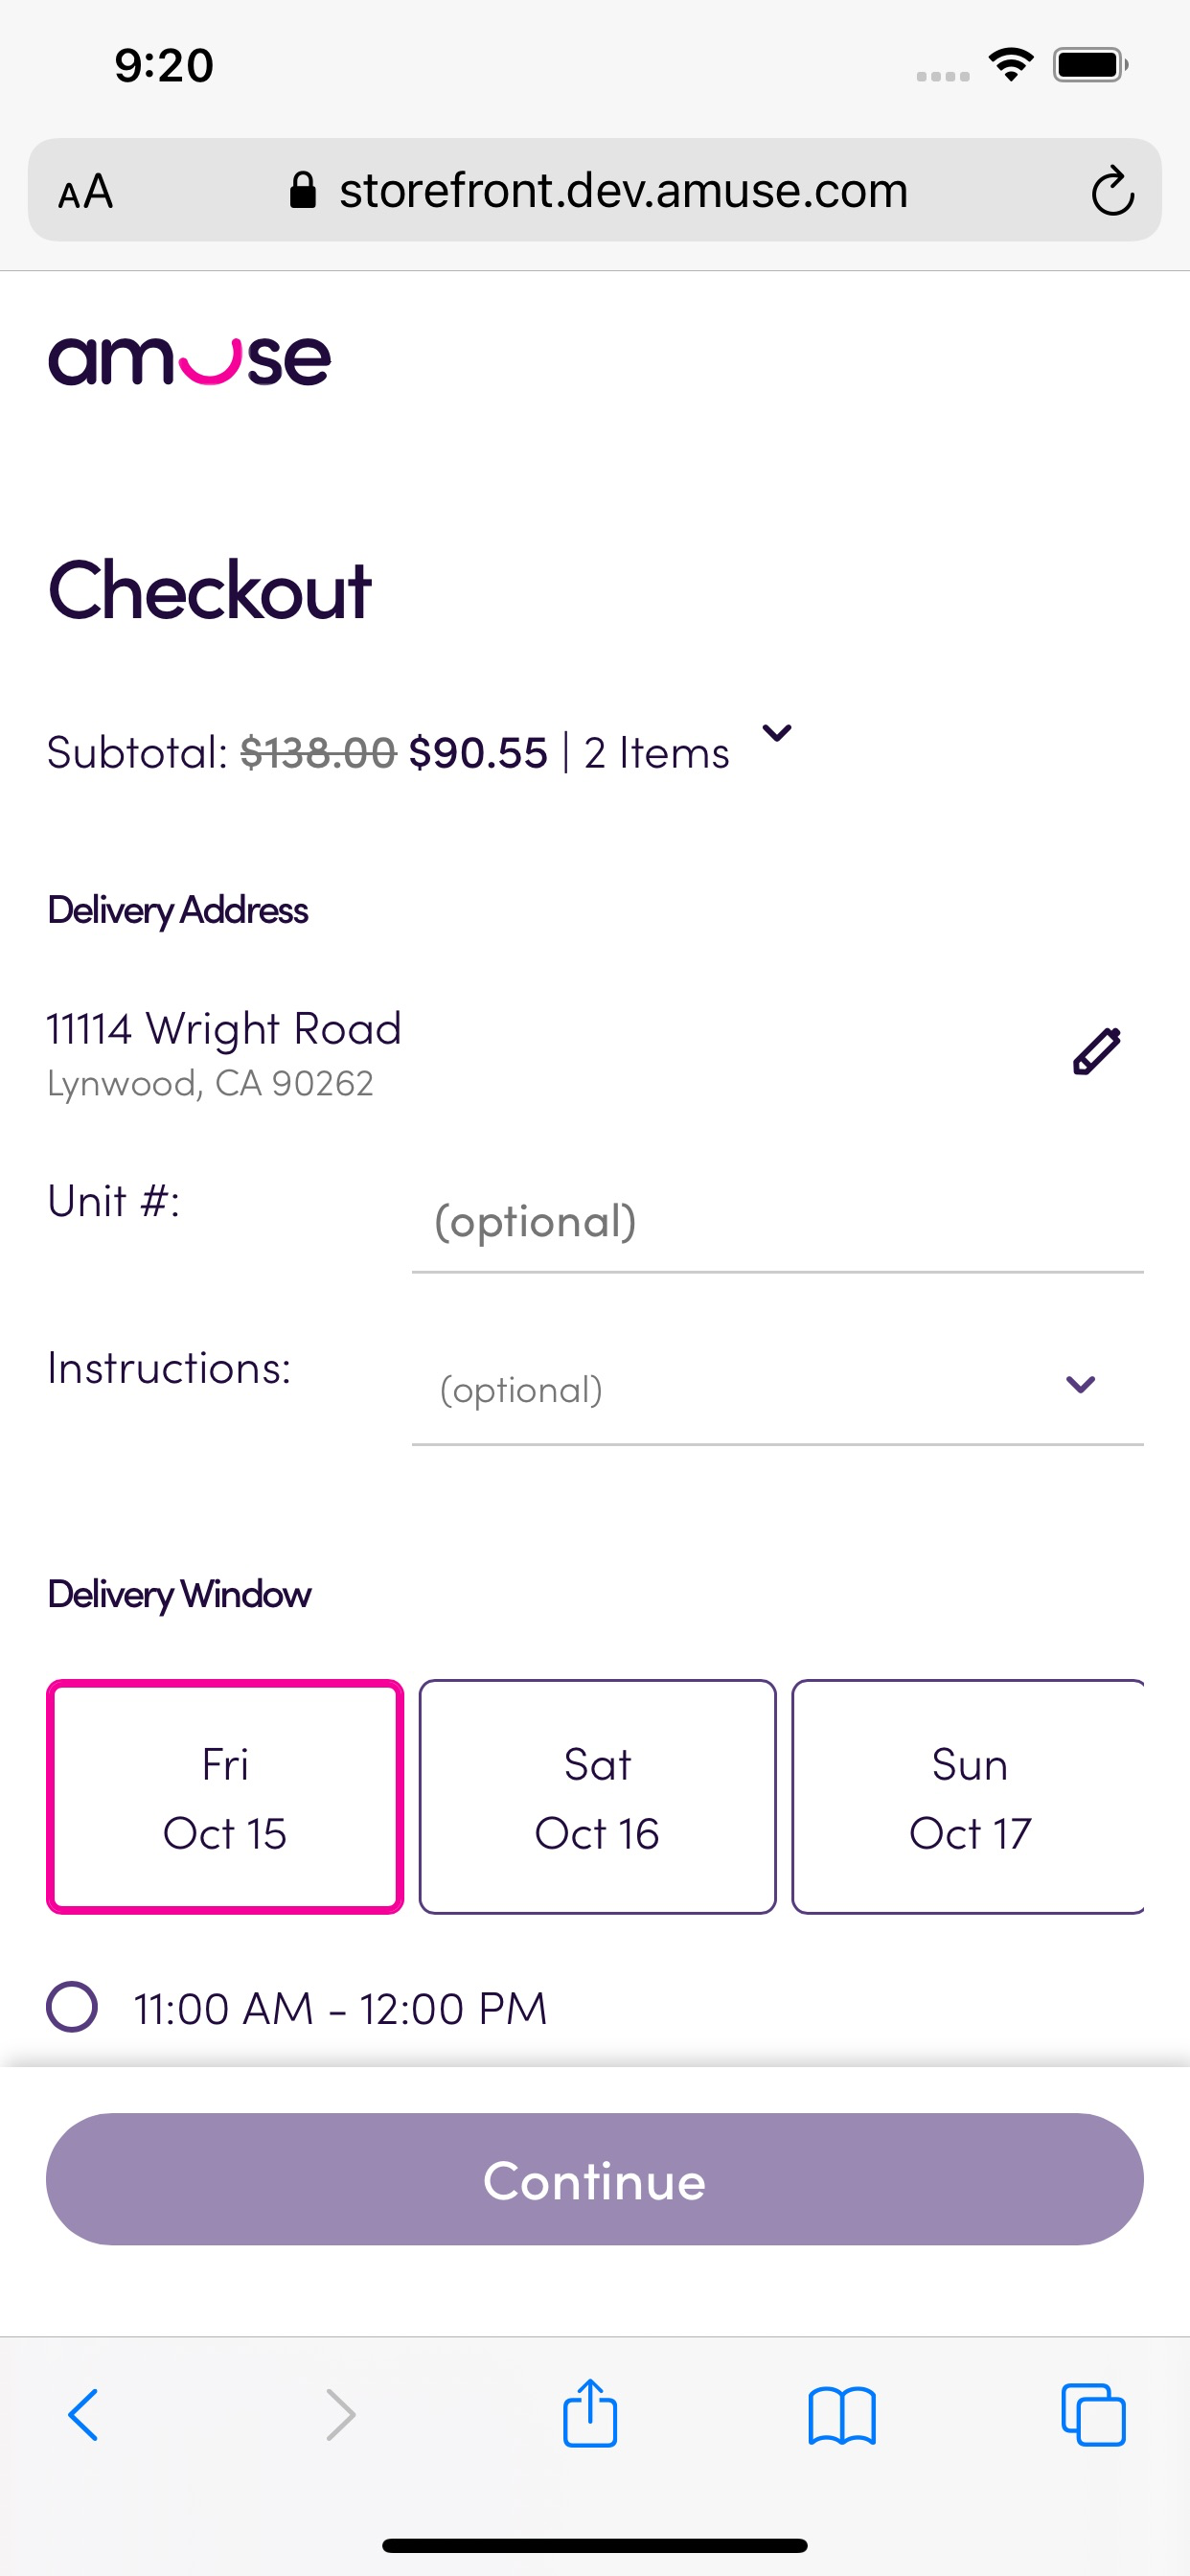 9:20
AA storefront.dev.amuse.com
amuse
Checkout
Subtotal: $138.00 $90.55 | 2 Items
Delivery Address
11114 Wright Road
Lynwood, CA 90262
Unit #: (optional)
Instructions: (optional)
Delivery Window
Fri Sat Sun
Oct 15 Oct 16 Oct 17
11:00 AM - 12:00 PM
Continue